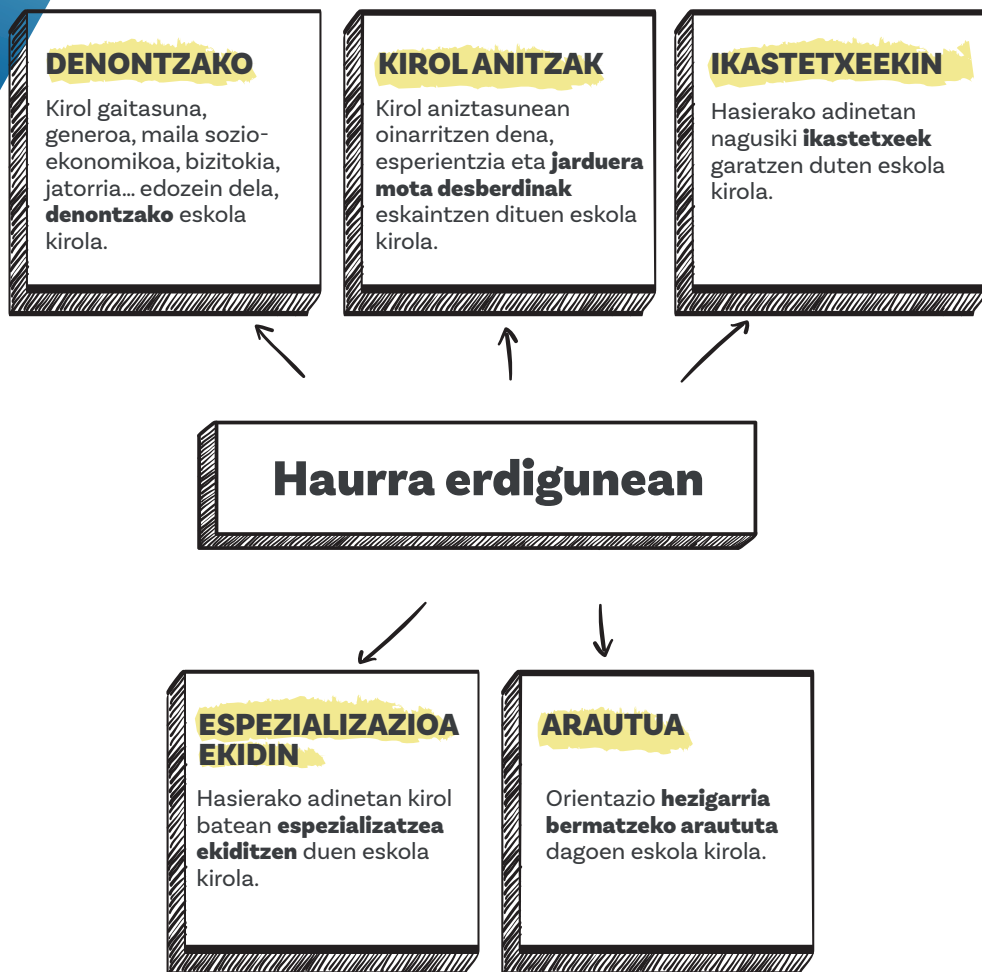 DENONTZAKO
Kirol gaitasuna,
generoa, maila sozio-
ekonomikoa, bizitokia,
jatorria... edozein dela,
denontzako eskola
kirola.
KIROL ANITZAK
Kirol aniztasunean
oinarritzen dena,
esperientzia eta jarduera
mota desberdinak
eskaintzen dituen eskola
kirola.
IKASTETXEEKIN
Hasierako adinetan
nagusiki ikastetxeek
garatzen duten eskola
kirola.
Haurra erdigunean
ESPEZIALIZAZIOA
EKIDIN
Hasierako adinetan kirol
batean espezializatzea
ekiditzen duen eskola
kirola.
ARAUTUA
Orientazio hezigarria
bermatzeko araututa
dagoen eskola kirola.